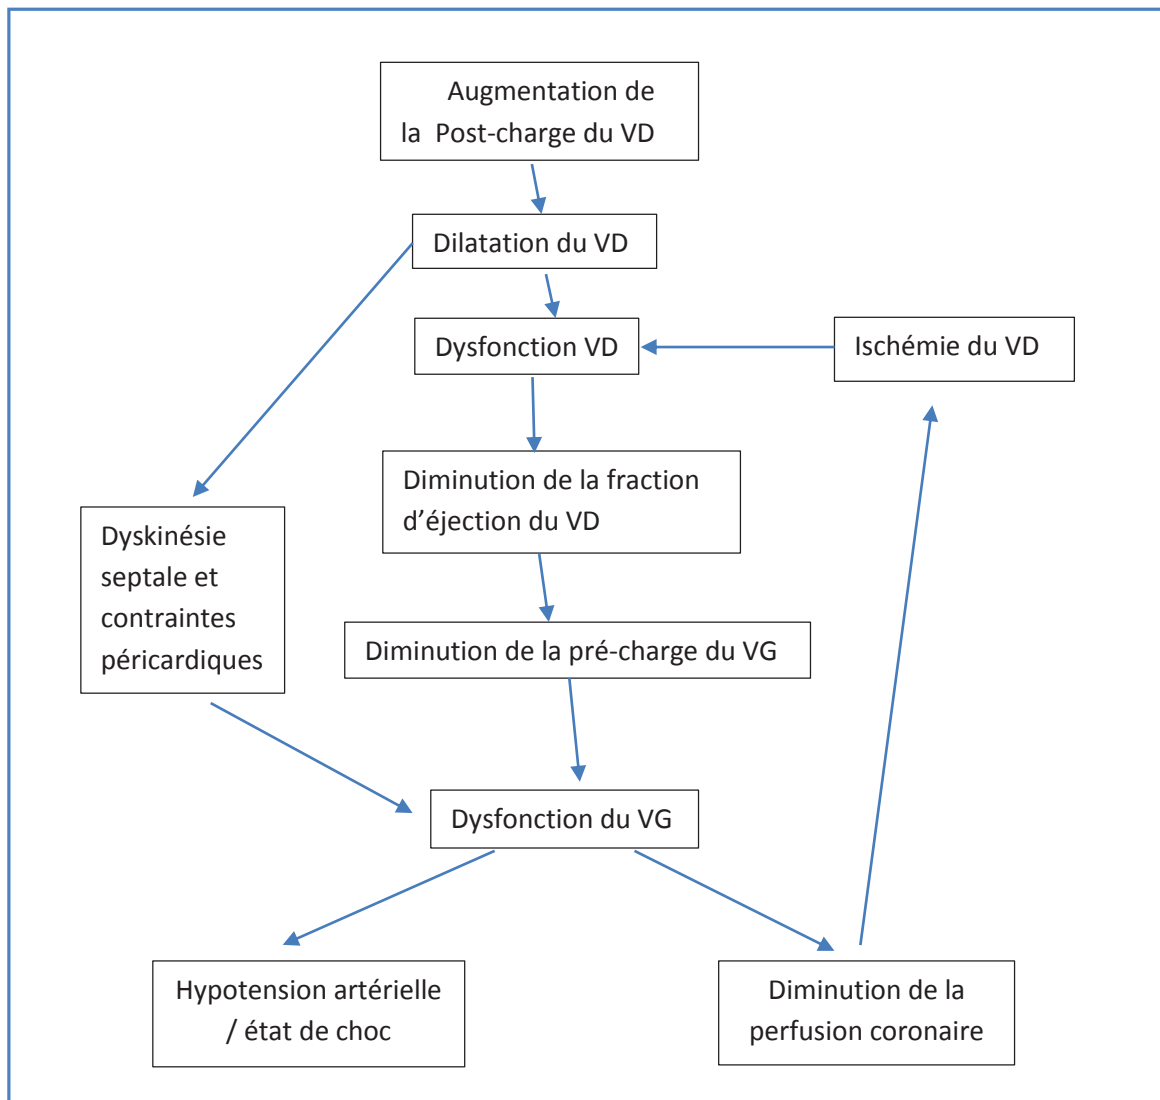 Augmentation de
la Post-charge du VD
Dilatation du VD
Dysfonction VD
Ischémie du VD
Diminution de la fraction
d’éjection du VD
Dyskinésie
septale et
contraintes
péricardiques
Diminution de la pré-charge du VG
Dysfonction du VG
Hypotension artérielle
/ état de choc
Diminution de la
perfusion coronaire